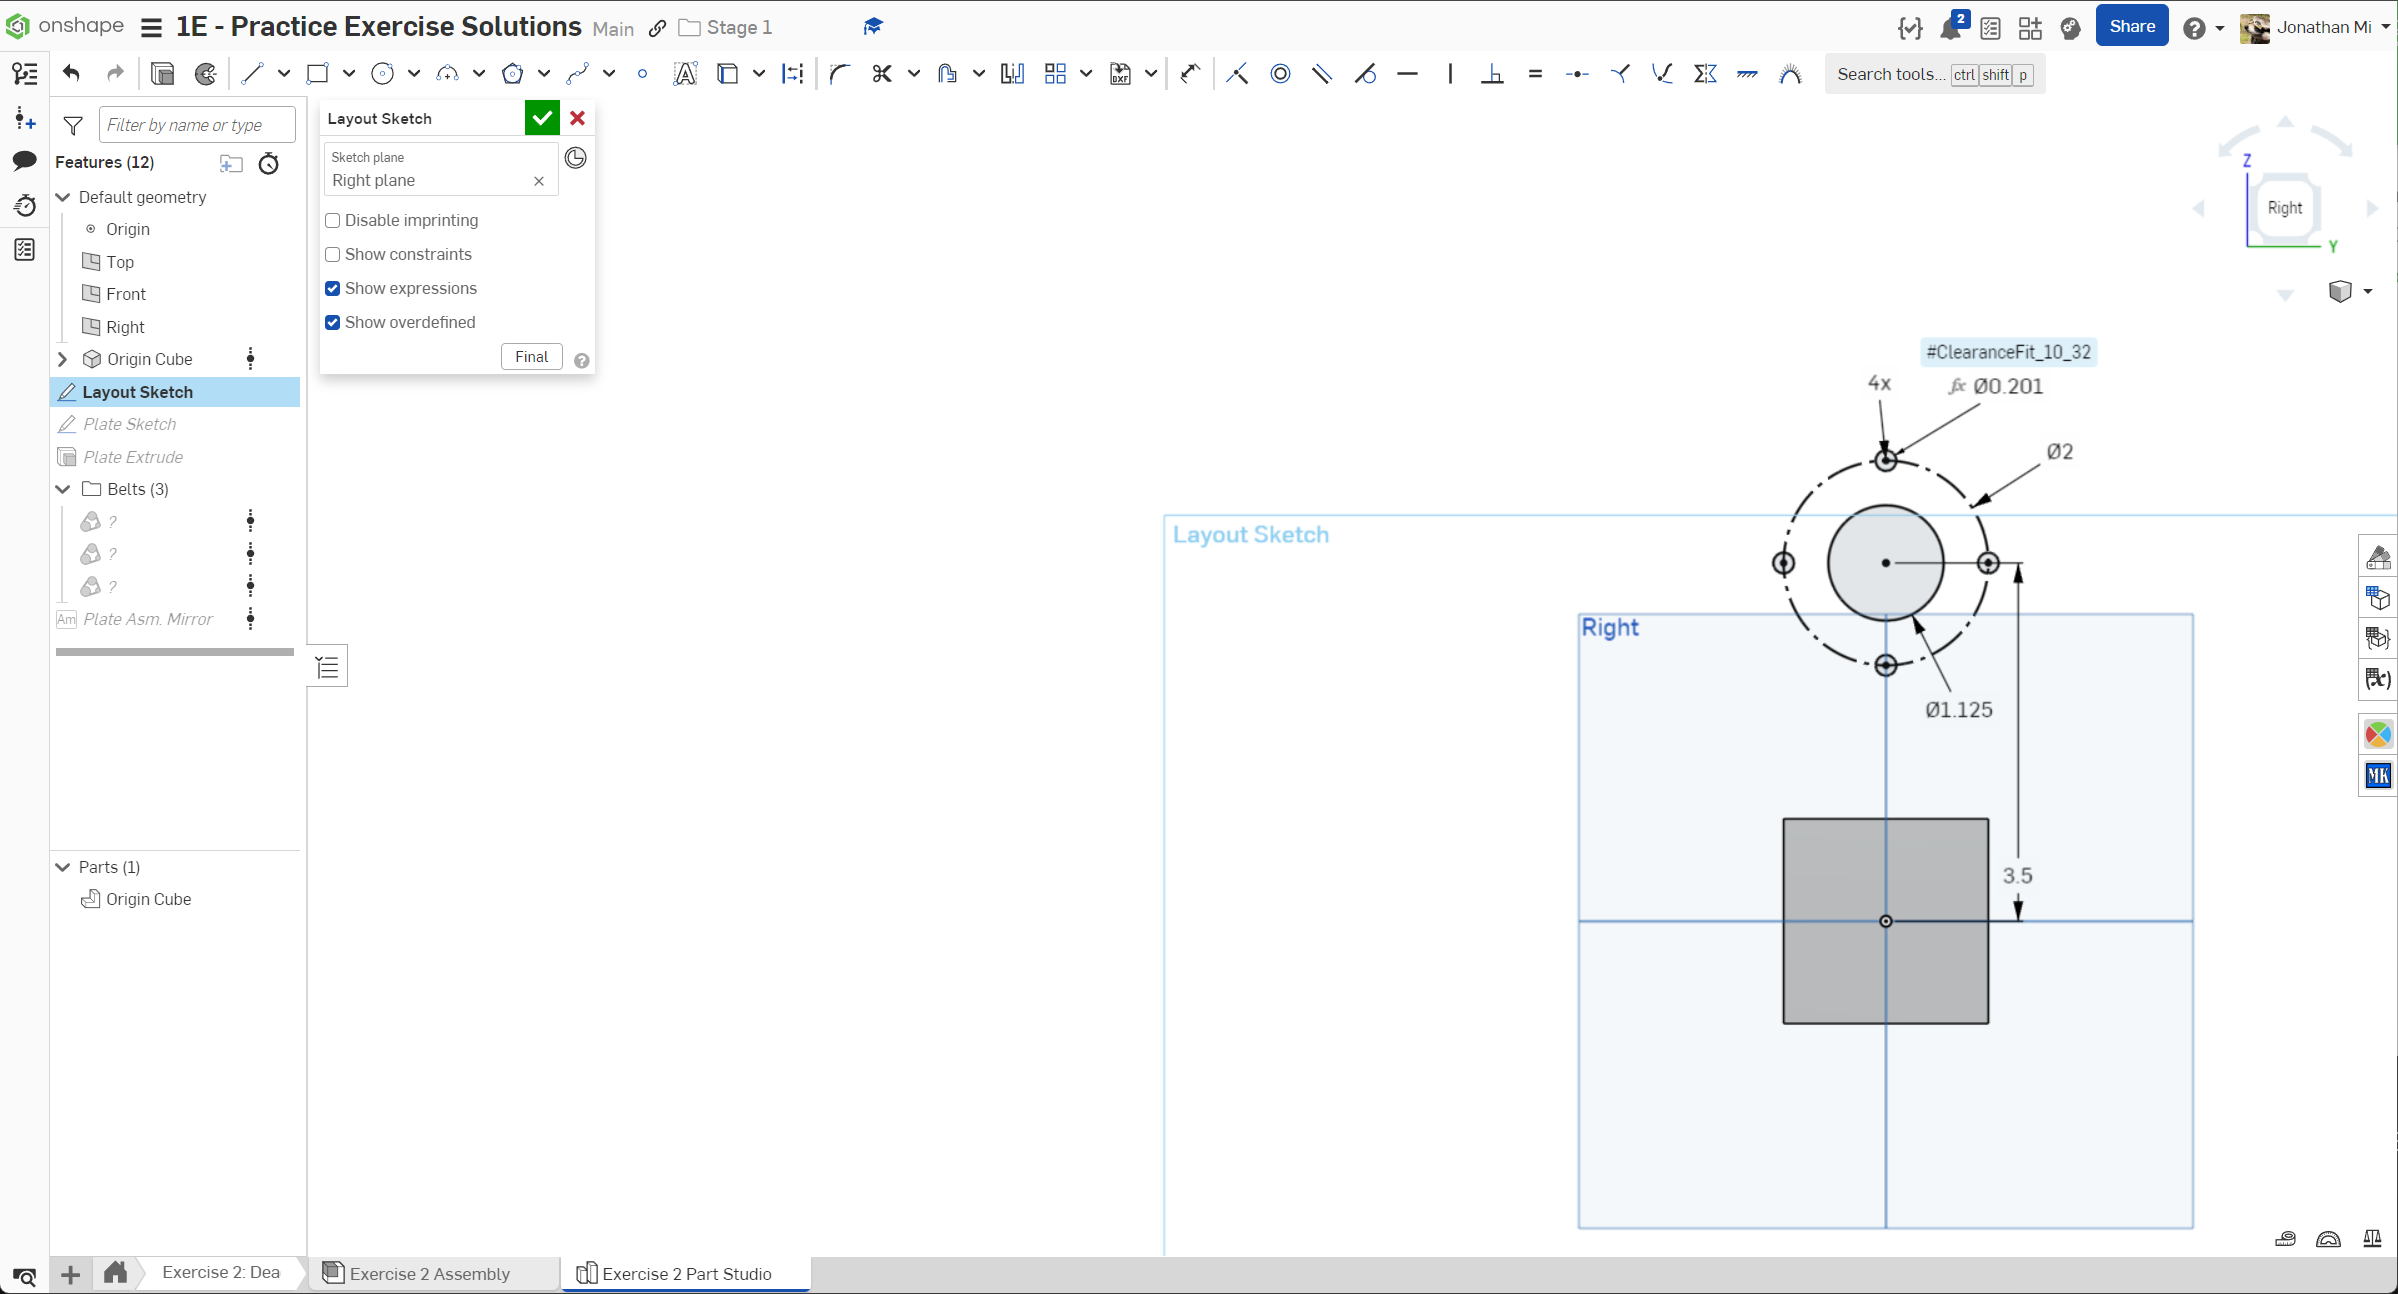 onshape
1E - Practice Exercise Solutions Main Stage 1
2
Share
Jonathan Mi
DXF
Search tools... ctrl shift p
Filter by name or type
Features (12)
Default geometry
Origin
Top
Front
Right
Origin Cube
Layout Sketch
Plate Sketch
Plate Extrude
Belts (3)
?
?
?
Am Plate Asm. Mirror
Parts (1)
Origin Cube
Layout Sketch
Sketch plane
Right plane
Disable imprinting
Show constraints
Show expressions
Show overdefined
Final
Z
Right
Y
#ClearanceFit_10_32
4x
fx Ø0.201
Ø2
Layout Sketch
Right
Ø1.125
3.5
(x)
MK
Exercise 2: Dea
Exercise 2 Assembly
Exercise 2 Part Studio